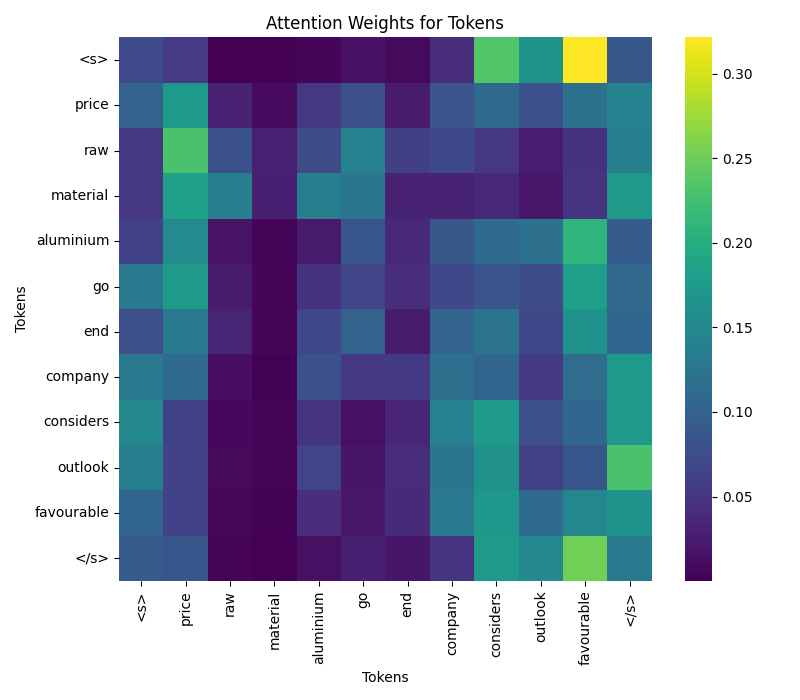 Attention Weights for Tokens
Tokens
<s>
price
raw
material
aluminium
go
end
company
considers
outlook
favourable
</s>
<s>
price
raw
material
aluminium
go
end
company
considers
outlook
favourable
</s>
Tokens
0.30
0.25
0.20
0.15
0.10
0.05